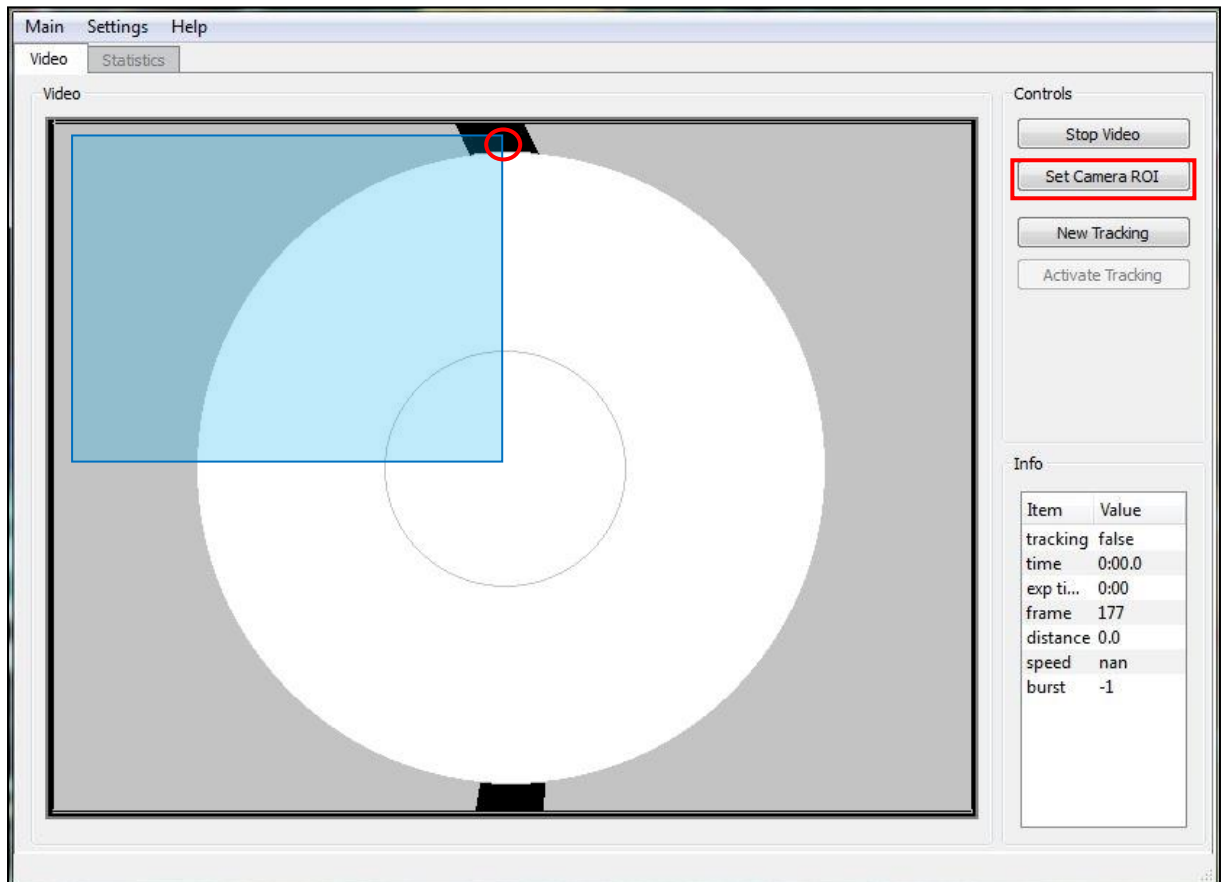 Main Settings Help
Video Statistics
Video
Controls
Stop Video
Set Camera ROI
New Tracking
Activate Tracking
Info
Item Value
tracking false
time 0:00.0
exp ti... 0:00
frame 177
distance 0.0
speed nan
burst -1